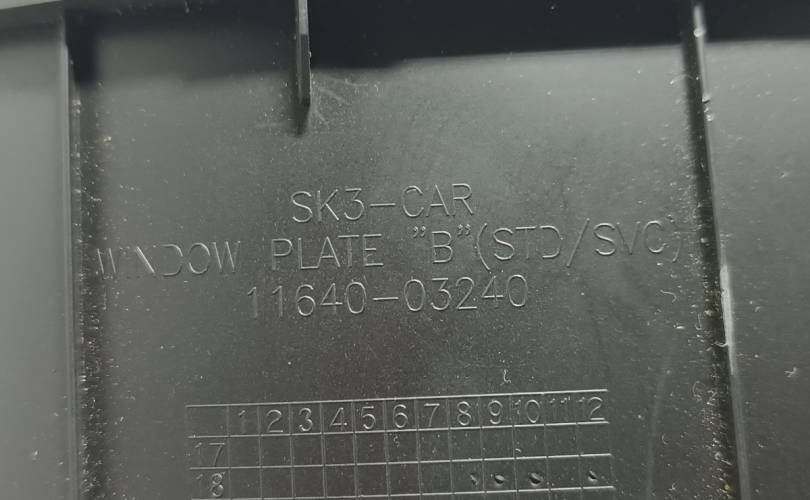 SK3-CAR
WINDOW PLATE "B"(STD/SVC)
11640-03240
1 2 3 4 5 6 7 8 9 10 11 12
17
18